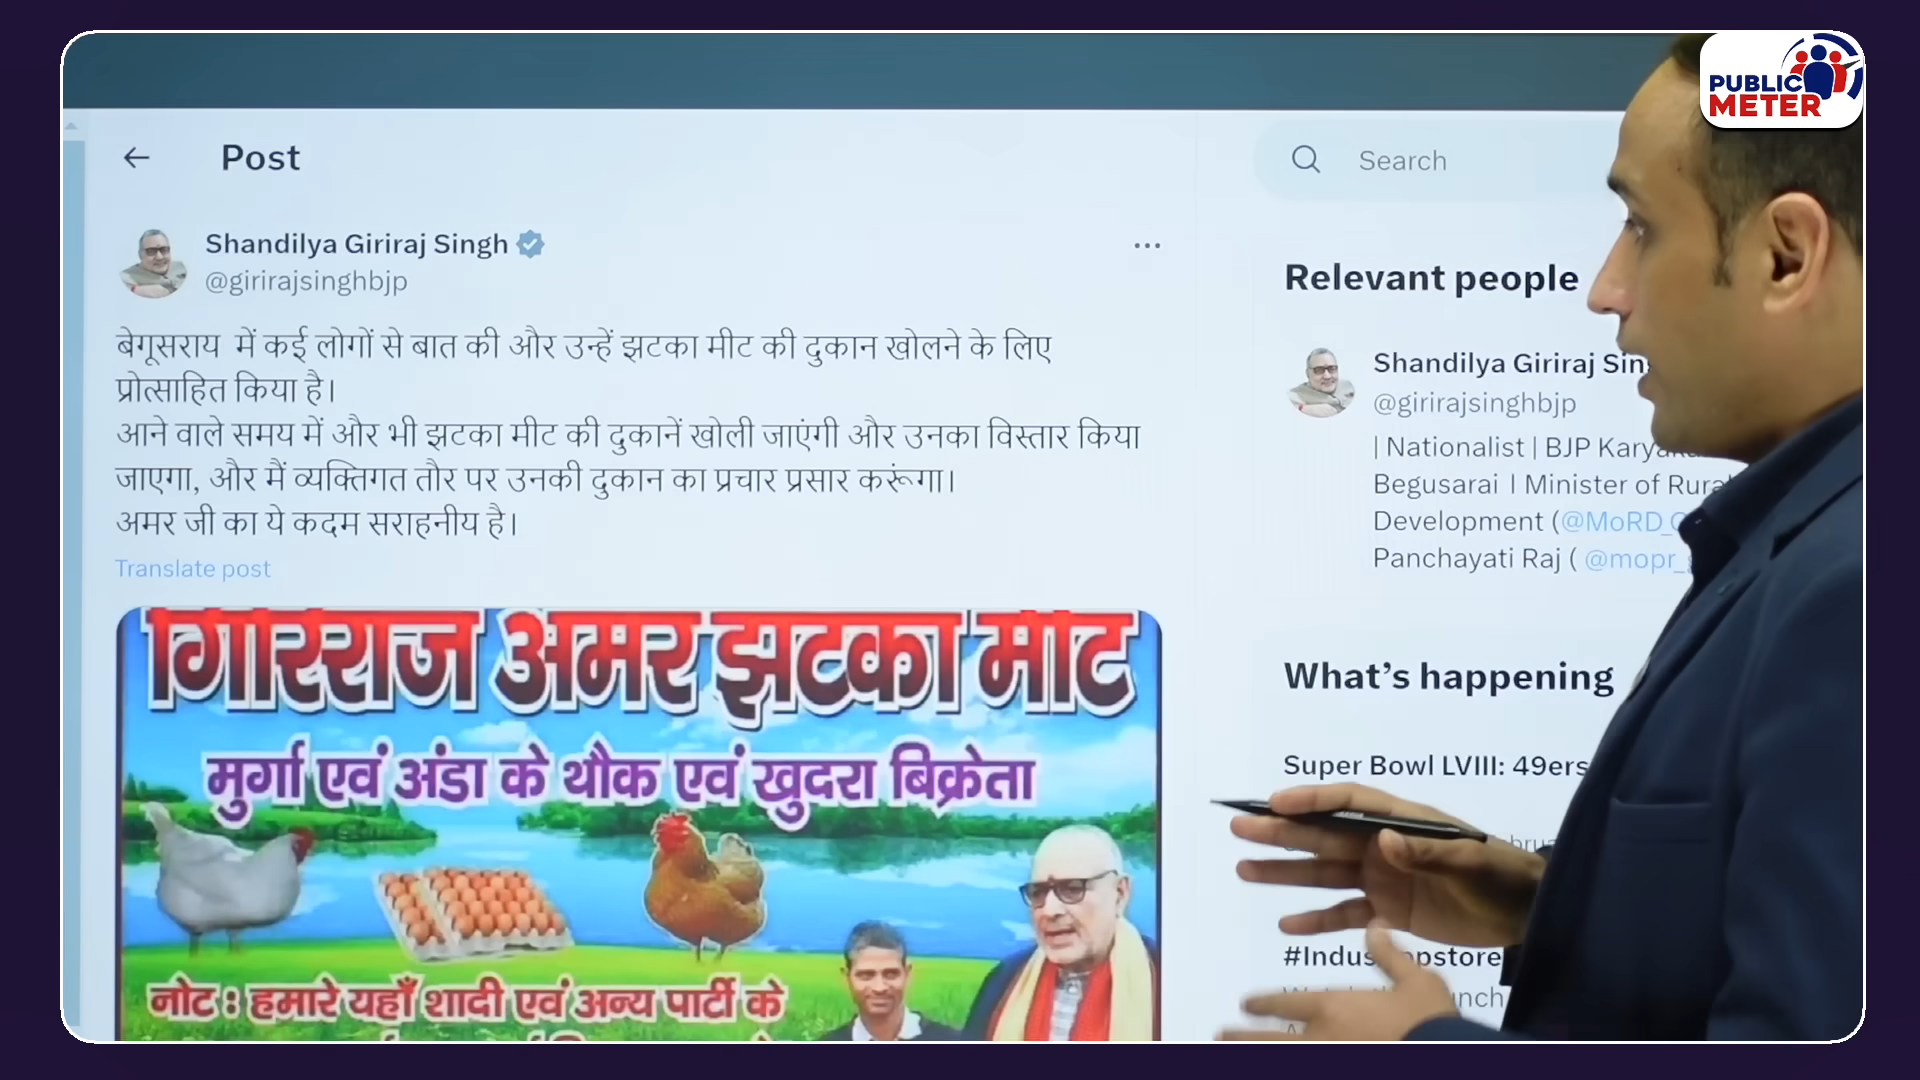 PUBLIC
METER
Post
Search
Shandilya Giriraj Singh
@girirajsinghbjp
बेगूसराय में कई लोगों से बात की और उन्हें झटका मीट की दुकान खोलने के लिए
प्रोत्साहित किया है।
आने वाले समय में और भी झटका मीट की दुकानें खोली जाएंगी और उनका विस्तार किया
जाएगा, और मैं व्यक्तिगत तौर पर उनकी दुकान का प्रचार प्रसार करूंगा।
अमर जी का ये कदम सराहनीय है।
Translate post
गिरिराज अमर झटका मीट
मुर्गा एवं अंडा के थौक एवं खुदरा बिक्रेता
नोट : हमारे यहाँ शादी एवं अन्य पार्टी के
Relevant people
Shandilya Giriraj Sin
@girirajsinghbjp
| Nationalist | BJP Karya
Begusarai | Minister of Rura
Development (@MoRD_
Panchayati Raj ( @mopr_
What's happening
Super Bowl LVIII: 49ers
#Indus opstore